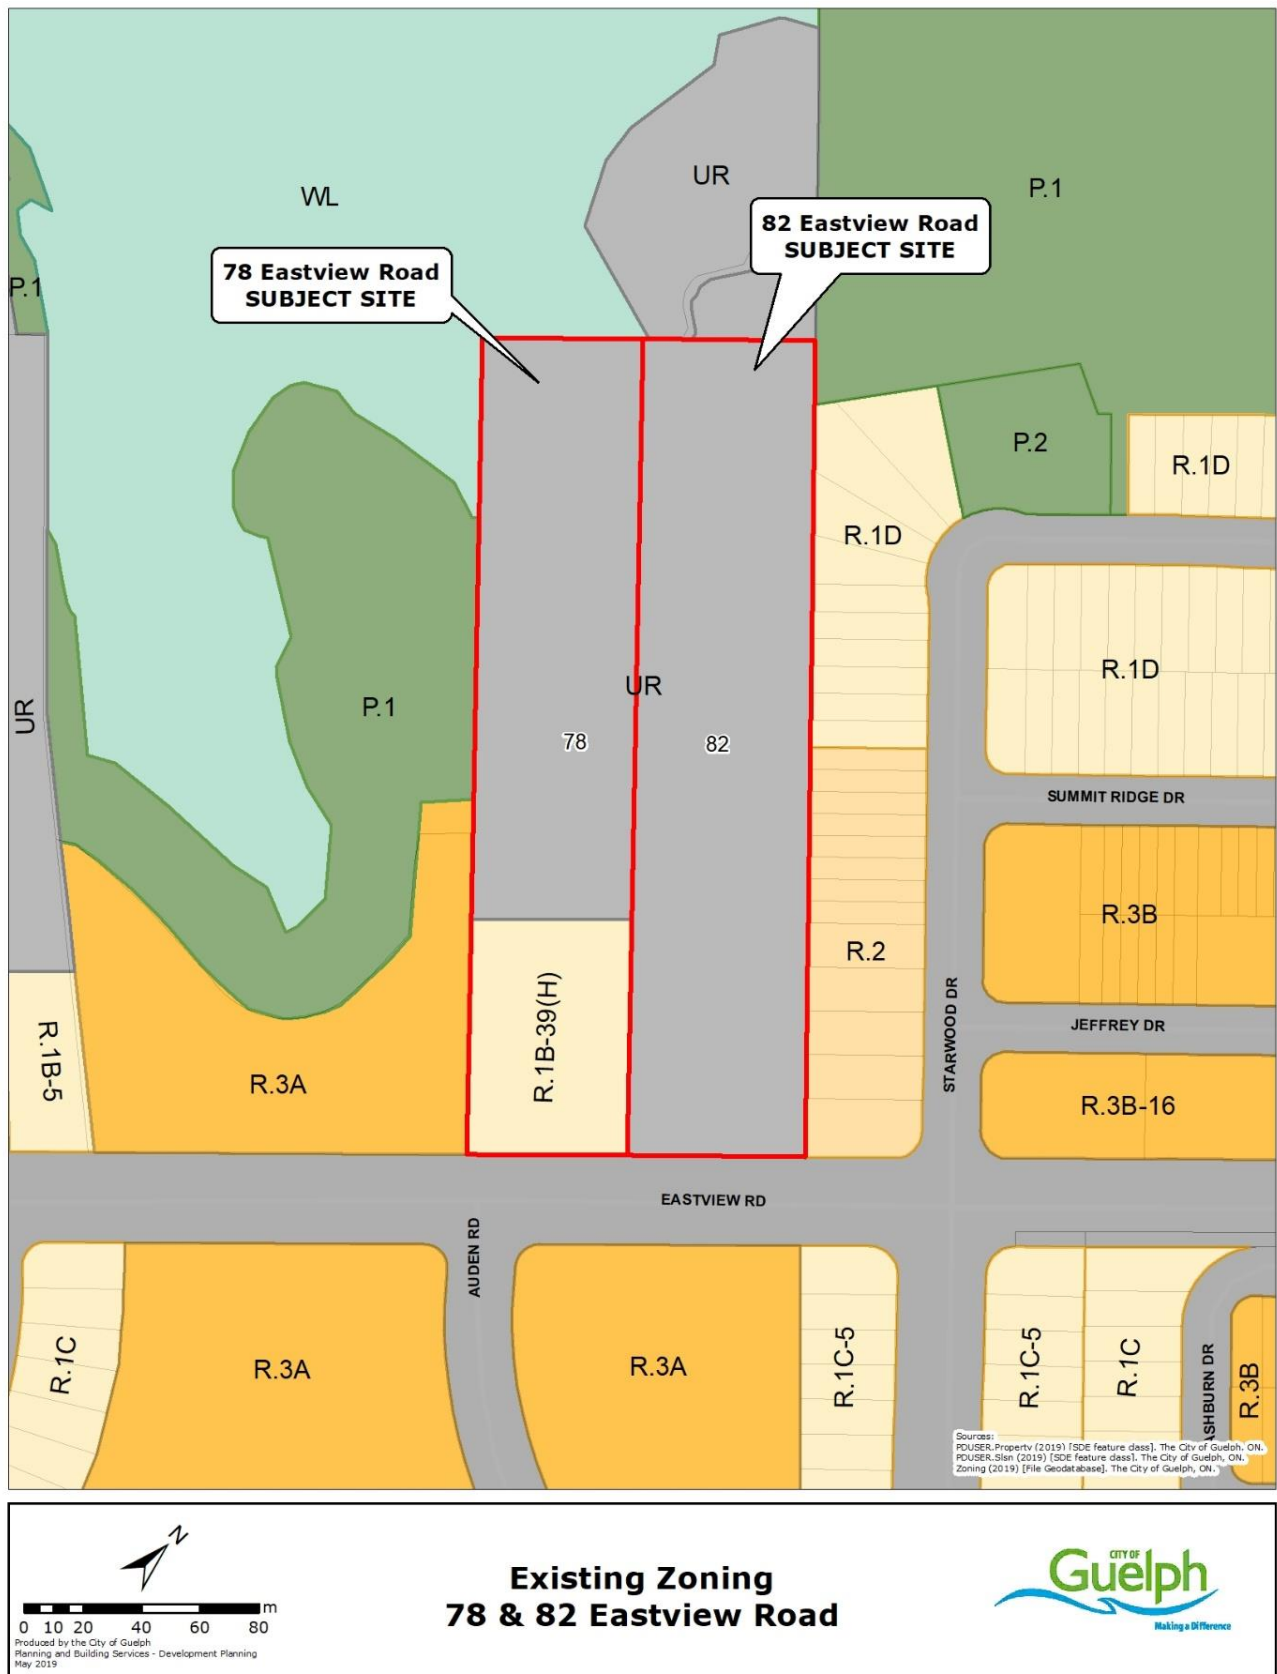 WL
UR
P.1
82 Eastview Road
SUBJECT SITE
78 Eastview Road
SUBJECT SITE
P.1
P.2
R.1D
R.1D
UR
P.1
UR
R.1D
78
82
SUMMIT RIDGE DR
R.3B
R.2
R.1B-39(H)
STARWOOD DR
JEFFREY DR
R.1B-5
R.3A
R.3B-16
EASTVIEW RD
AUDEN RD
R.1C
R.3A
R.3A
R.1C-5
R.1C-5
R.1C
ASHBURN DR
R.3B
Sources:
PDUSER.Property (2019) [SDE feature class]. The City of Guelph, ON.
PDUSER.Slsn (2019) [SDE feature class]. The City of Guelph, ON.
Zoning (2019) [File Geodatabase]. The City of Guelph, ON.
N
m
0 10 20 40 60 80
Produced by the City of Guelph
Planning and Building Services - Development Planning
May 2019
Existing Zoning
78 & 82 Eastview Road
CITY OF
Guelph
Making a Difference